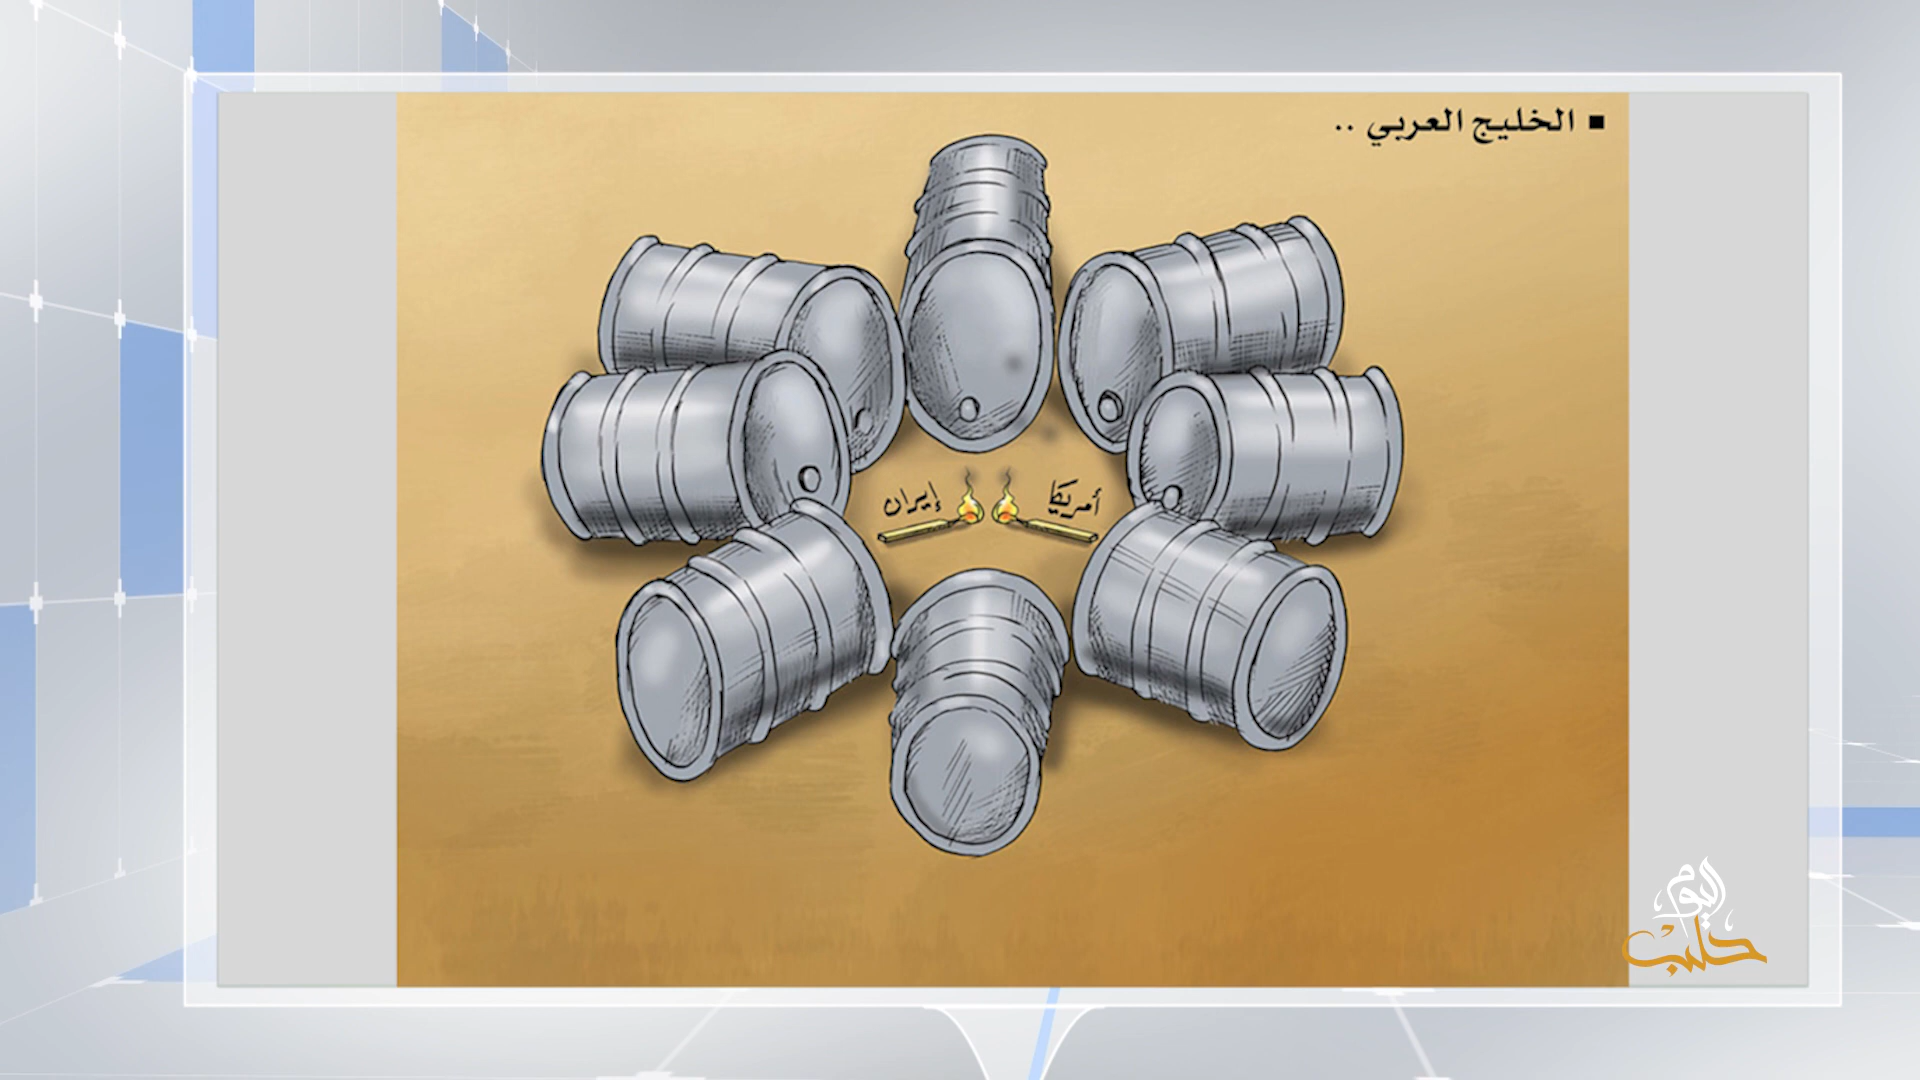 ■ الخليج العربي ..
إيران
أمريكا
حلب اليوم